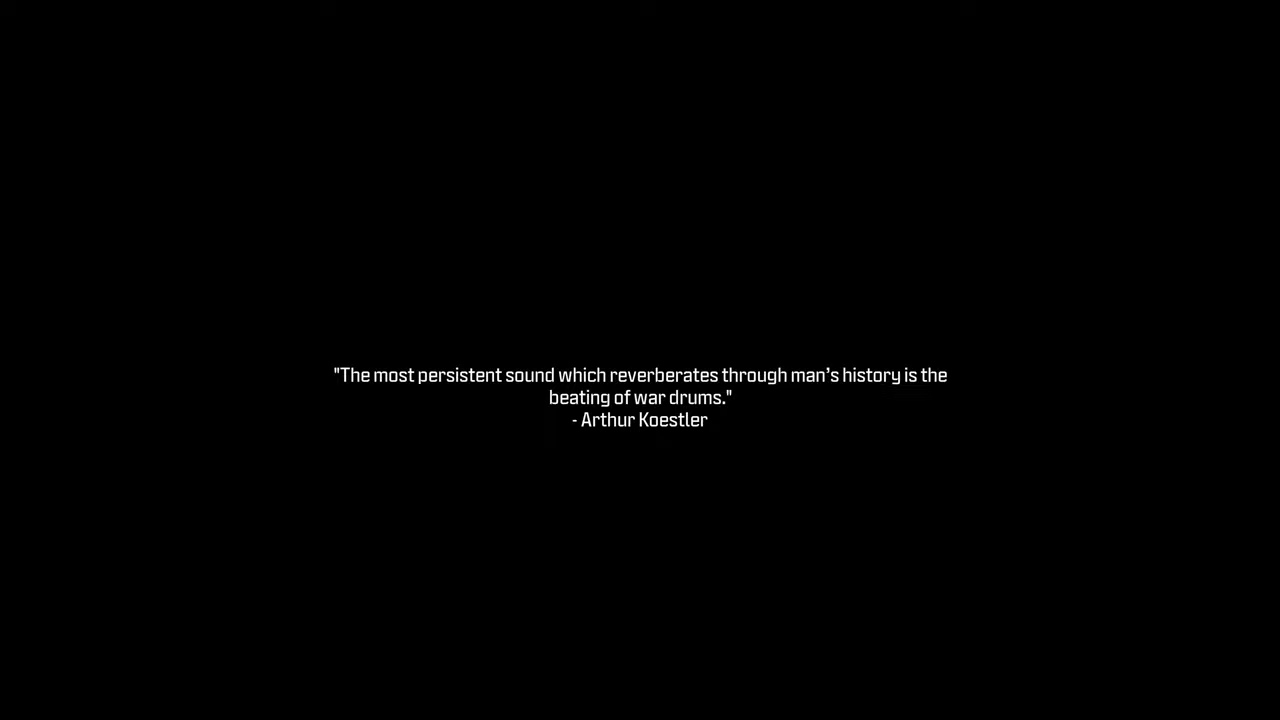 "The most persistent sound which reverberates through man’s history is the
beating of war drums."
- Arthur Koestler